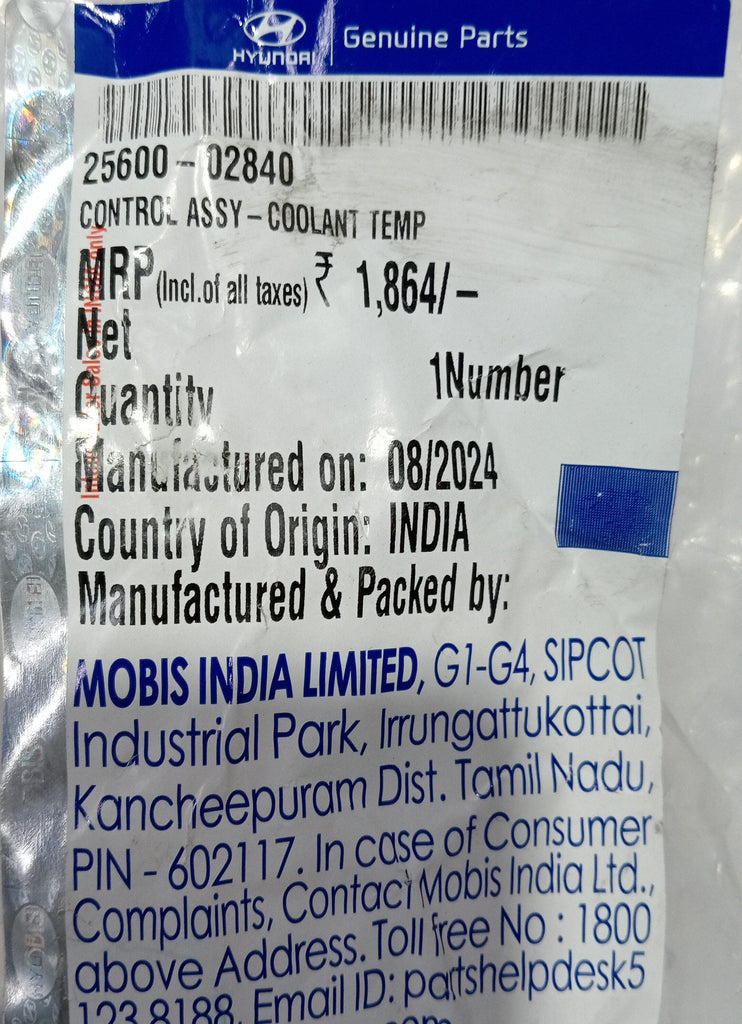 HYUNDAI
Genuine Parts
25600-02840
CONTROL ASSY-COOLANT TEMP
MRP (Incl.of all taxes) ₹ 1,864/-
Net
Quantity 1Number
Manufactured on: 08/2024
Country of Origin: INDIA
Manufactured & Packed by:
MOBIS INDIA LIMITED, G1-G4, SIPCOT
Industrial Park, Irrungattukottai,
Kancheepuram Dist. Tamil Nadu,
PIN - 602117. In case of Consumer
Complaints, Contact Mobis India Ltd.,
above Address. Toll free No : 1800
123 8188. Email ID: partshelpdesk5